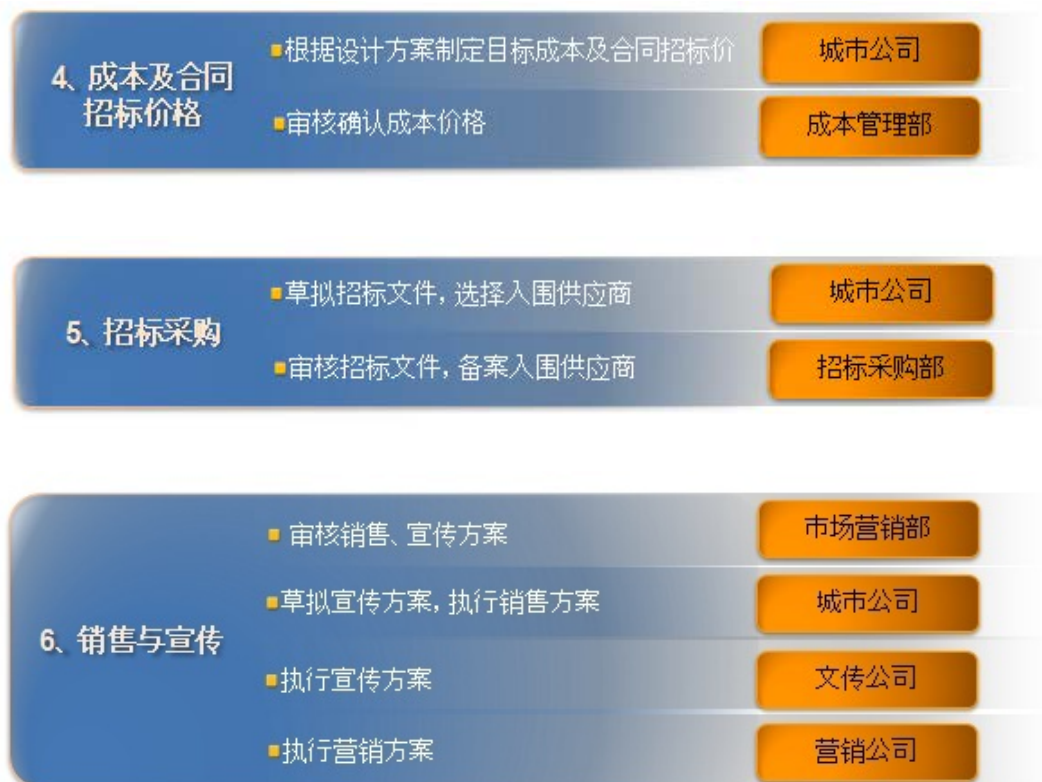 4、成本及合同
招标价格
■根据设计方案制定目标成本及合同招标价
城市公司
■审核确认成本价格
成本管理部
5、招标采购
■草拟招标文件,选择入围供应商
城市公司
■审核招标文件,备案入围供应商
招标采购部
6、销售与宣传
■ 审核销售、宣传方案
市场营销部
■草拟宣传方案,执行销售方案
城市公司
■执行宣传方案
文传公司
■执行营销方案
营销公司